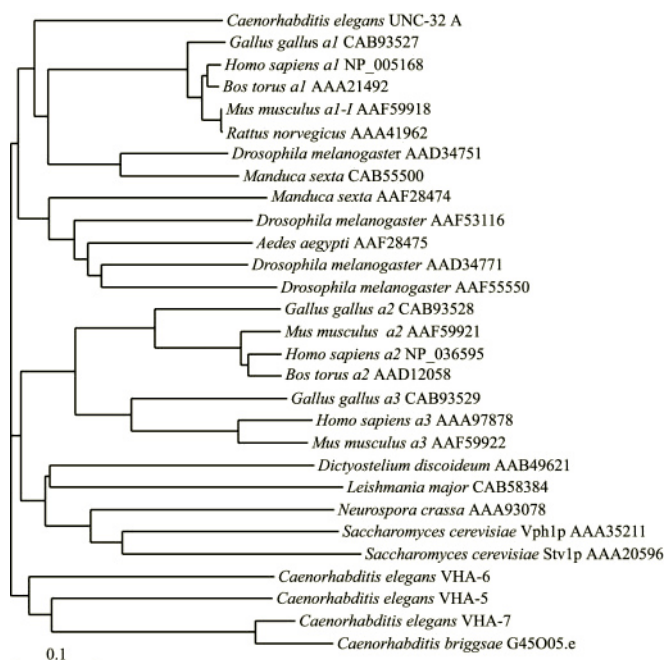 Caenorhabditis elegans UNC-32 A
Gallus gallus a1 CAB93527
Homo sapiens a1 NP_005168
Bos torus a1 AAA21492
Mus musculus a1-I AAF59918
Rattus norvegicus AAA41962
Drosophila melanogaster AAD34751
Manduca sexta CAB55500
Manduca sexta AAF28474
Drosophila melanogaster AAF53116
Aedes aegypti AAF28475
Drosophila melanogaster AAD34771
Drosophila melanogaster AAF55550
Gallus gallus a2 CAB93528
Mus musculus a2 AAF59921
Homo sapiens a2 NP_036595
Bos torus a2 AAD12058
Gallus gallus a3 CAB93529
Homo sapiens a3 AAA97878
Mus musculus a3 AAF59922
Dictyostelium discoideum AAB49621
Leishmania major CAB58384
Neurospora crassa AAA93078
Saccharomyces cerevisiae Vph1p AAA35211
Saccharomyces cerevisiae Stv1p AAA20596
Caenorhabditis elegans VHA-6
Caenorhabditis elegans VHA-5
Caenorhabditis elegans VHA-7
Caenorhabditis briggsae G45O05.e
0.1